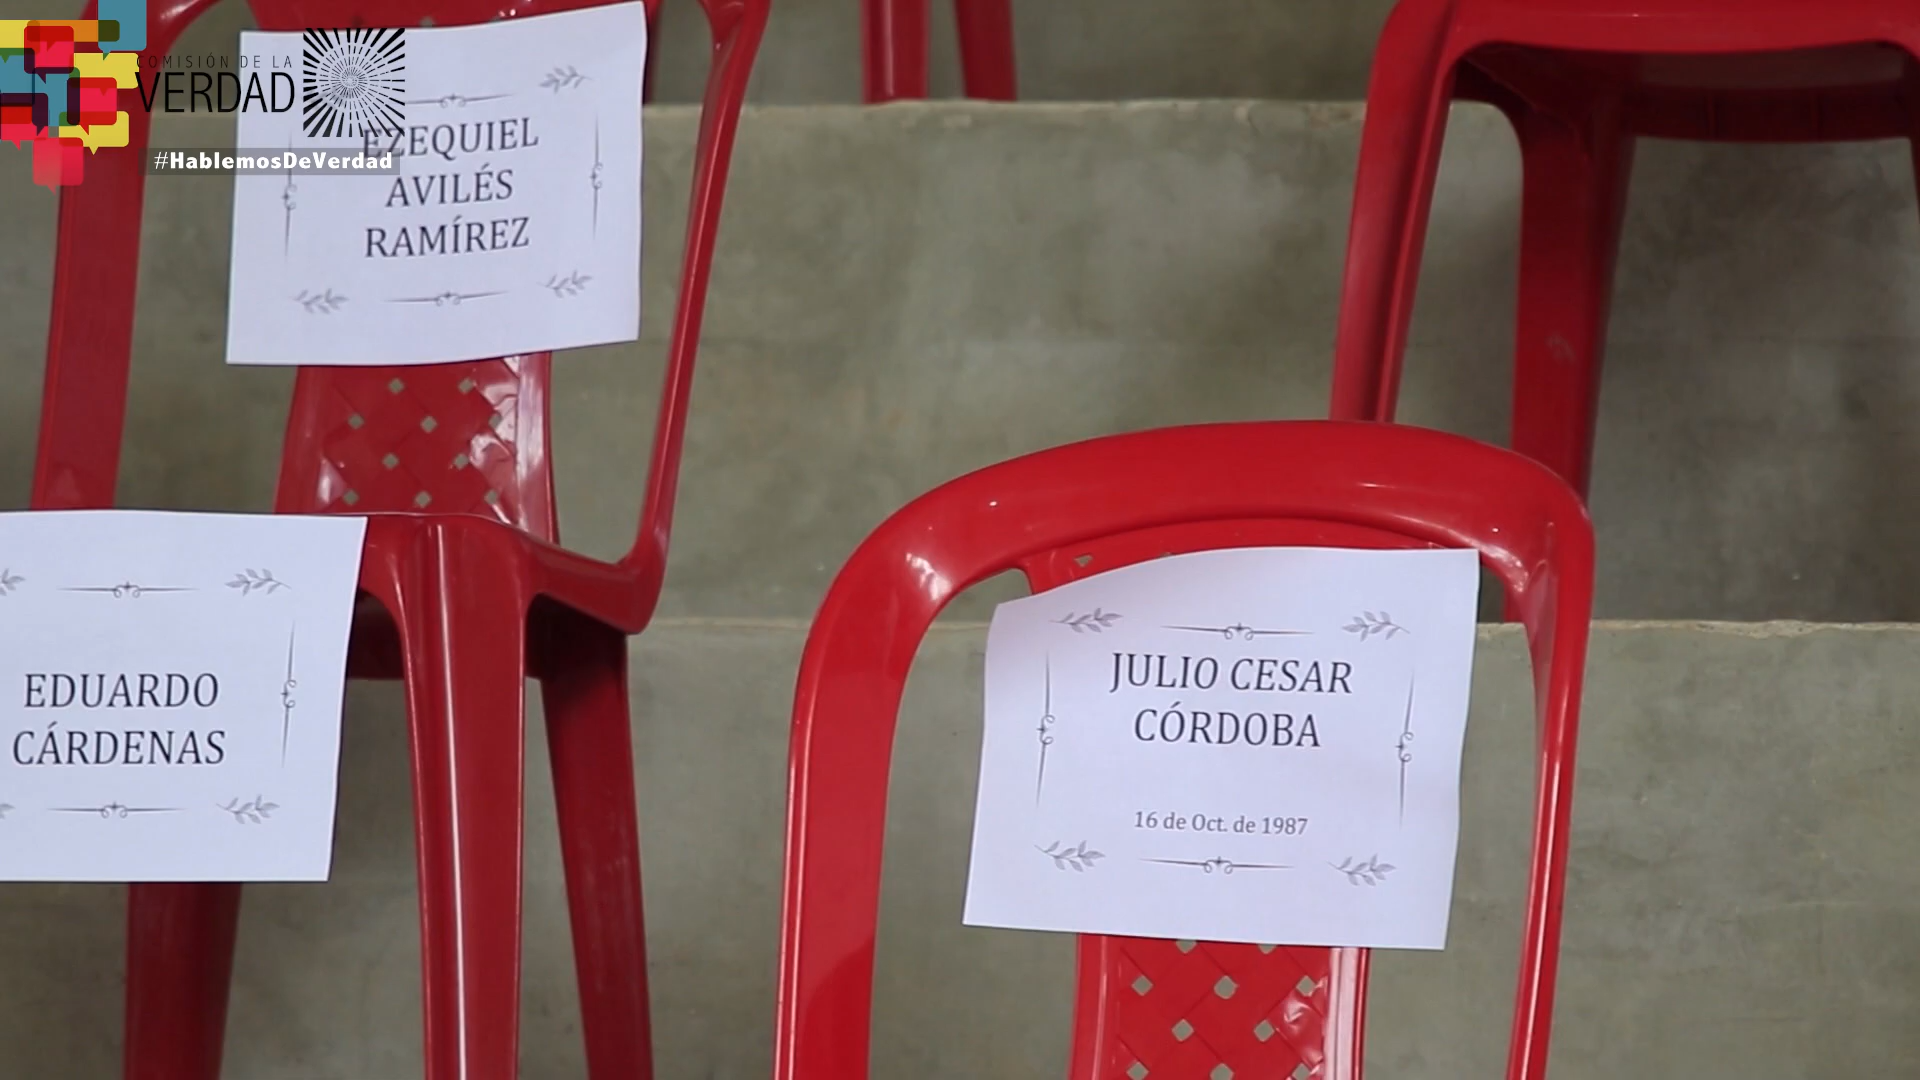 COMISIÓN DE LA
VERDAD
#HablemosDeVerdad
EZEQUIEL
AVILÉS
RAMÍREZ
EDUARDO
CÁRDENAS
JULIO CESAR
CÓRDOBA
16 de Oct. de 1987